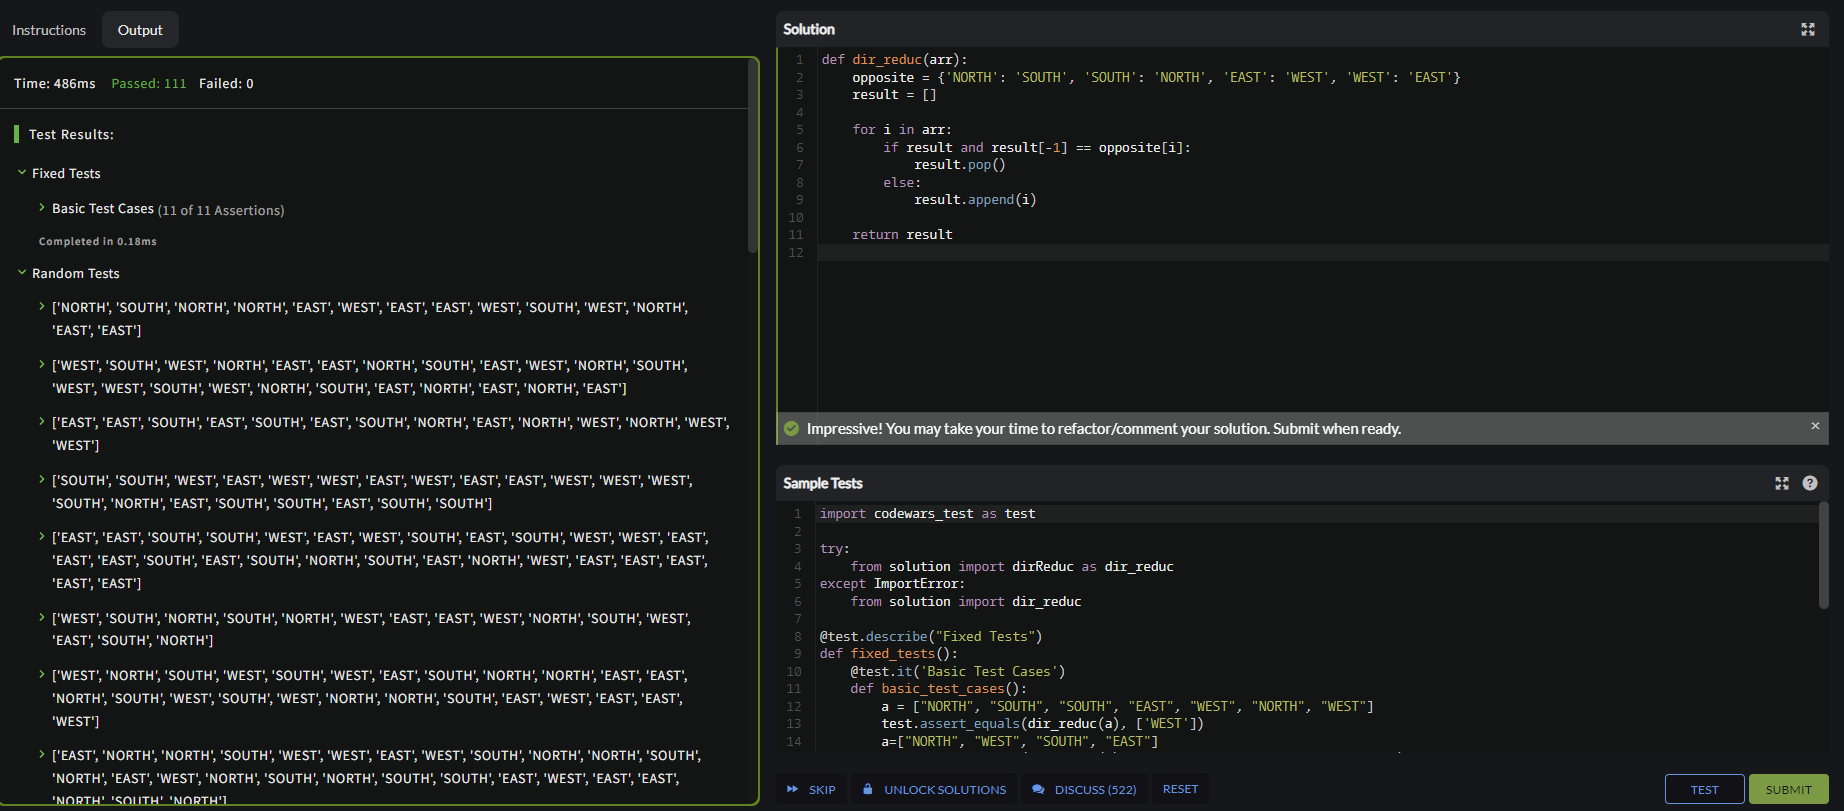 Instructions
Output
Time: 486ms Passed: 111 Failed: 0
Test Results:
Fixed Tests
Basic Test Cases (11 of 11 Assertions)
Completed in 0.18ms
Random Tests
['NORTH', 'SOUTH', 'NORTH', 'NORTH', 'EAST', 'WEST', 'EAST', 'EAST', 'WEST', 'SOUTH', 'WEST', 'NORTH',
'EAST', 'EAST']
['WEST', 'SOUTH', 'WEST', 'NORTH', 'EAST', 'EAST', 'NORTH', 'SOUTH', 'EAST', 'WEST', 'NORTH', 'SOUTH',
'WEST', 'WEST', 'SOUTH', 'WEST', 'NORTH', 'SOUTH', 'EAST', 'NORTH', 'EAST', 'NORTH', 'EAST']
['EAST', 'EAST', 'SOUTH', 'EAST', 'SOUTH', 'EAST', 'SOUTH', 'NORTH', 'EAST', 'NORTH', 'WEST', 'NORTH', 'WEST',
'WEST']
['SOUTH', 'SOUTH', 'WEST', 'EAST', 'WEST', 'WEST', 'EAST', 'WEST', 'EAST', 'EAST', 'WEST', 'WEST', 'WEST',
'SOUTH', 'NORTH', 'EAST', 'SOUTH', 'SOUTH', 'EAST', 'SOUTH', 'SOUTH']
['EAST', 'EAST', 'SOUTH', 'SOUTH', 'WEST', 'EAST', 'WEST', 'SOUTH', 'EAST', 'SOUTH', 'WEST', 'WEST', 'EAST',
'EAST', 'EAST', 'SOUTH', 'EAST', 'SOUTH', 'NORTH', 'SOUTH', 'EAST', 'NORTH', 'WEST', 'EAST', 'EAST', 'EAST',
'EAST', 'EAST']
['WEST', 'SOUTH', 'NORTH', 'SOUTH', 'NORTH', 'WEST', 'EAST', 'EAST', 'WEST', 'NORTH', 'SOUTH', 'WEST',
'EAST', 'SOUTH', 'NORTH']
['WEST', 'NORTH', 'SOUTH', 'WEST', 'SOUTH', 'WEST', 'EAST', 'SOUTH', 'NORTH', 'NORTH', 'EAST', 'EAST',
'NORTH', 'SOUTH', 'WEST', 'SOUTH', 'WEST', 'NORTH', 'NORTH', 'SOUTH', 'EAST', 'WEST', 'EAST', 'EAST',
'WEST']
['EAST', 'NORTH', 'NORTH', 'SOUTH', 'WEST', 'WEST', 'EAST', 'WEST', 'SOUTH', 'NORTH', 'NORTH', 'SOUTH',
'NORTH', 'EAST', 'WEST', 'NORTH', 'SOUTH', 'NORTH', 'SOUTH', 'SOUTH', 'EAST', 'WEST', 'EAST', 'EAST',
'NORTH', 'SOUTH', 'NORTH']
Solution
1 def dir_reduc(arr):
2     opposite = {'NORTH': 'SOUTH', 'SOUTH': 'NORTH', 'EAST': 'WEST', 'WEST': 'EAST'}
3     result = []
4
5     for i in arr:
6         if result and result[-1] == opposite[i]:
7             result.pop()
8         else:
9             result.append(i)
10
11     return result
12
Impressive! You may take your time to refactor/comment your solution. Submit when ready.
Sample Tests
1 import codewars_test as test
2
3 try:
4     from solution import dirReduc as dir_reduc
5 except ImportError:
6     from solution import dir_reduc
7
8 @test.describe("Fixed Tests")
9 def fixed_tests():
10     @test.it('Basic Test Cases')
11     def basic_test_cases():
12         a = ["NORTH", "SOUTH", "SOUTH", "EAST", "WEST", "NORTH", "WEST"]
13         test.assert_equals(dir_reduc(a), ['WEST'])
14         a=["NORTH", "WEST", "SOUTH", "EAST"]
SKIP
UNLOCK SOLUTIONS
DISCUSS (522)
RESET
TEST
SUBMIT